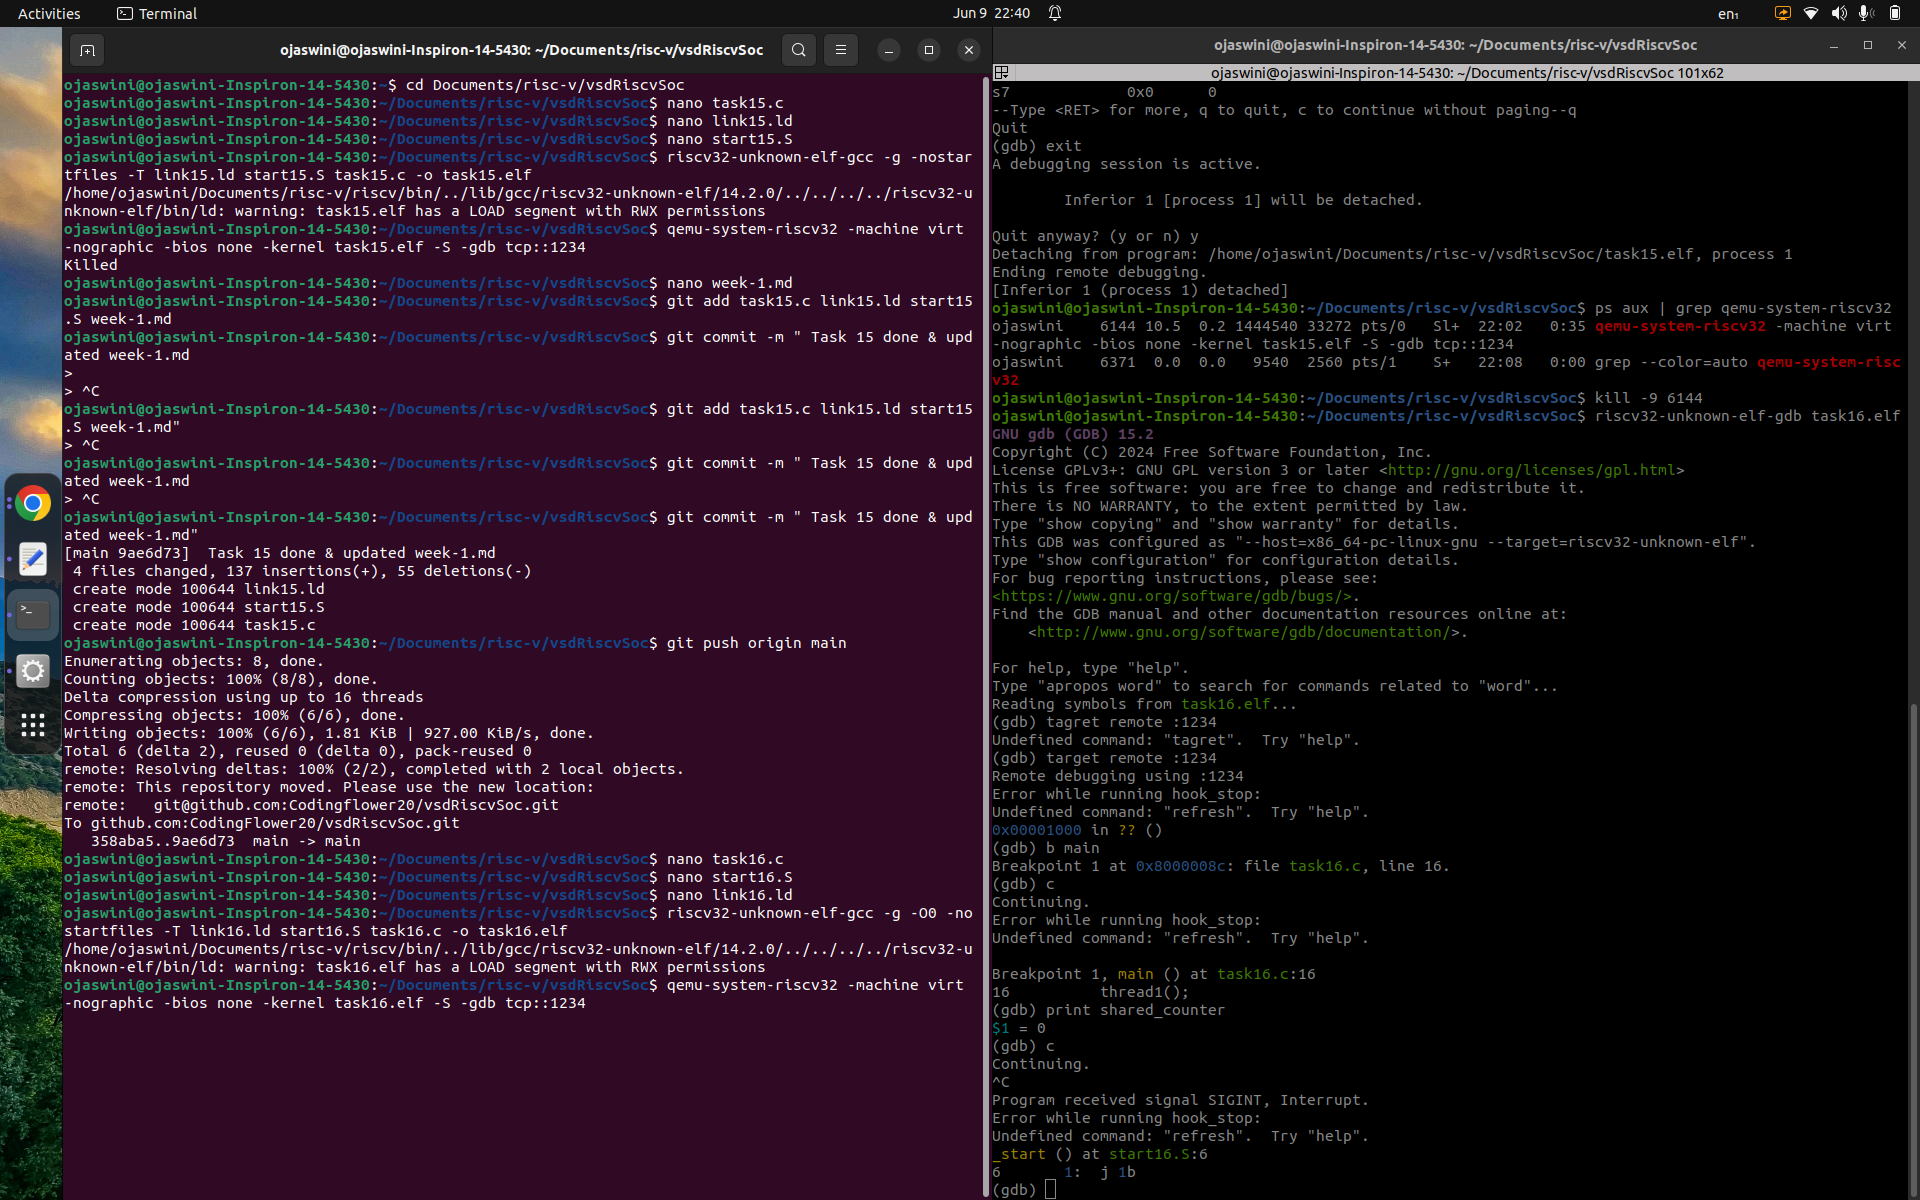 Activities
Terminal
Jun 9 22:40
en₁
ojaswini@ojaswini-Inspiron-14-5430: ~/Documents/risc-v/vsdRiscvSoc
ojaswini@ojaswini-Inspiron-14-5430:~$ cd Documents/risc-v/vsdRiscvSoc
ojaswini@ojaswini-Inspiron-14-5430:~/Documents/risc-v/vsdRiscvSoc$ nano task15.c
ojaswini@ojaswini-Inspiron-14-5430:~/Documents/risc-v/vsdRiscvSoc$ nano link15.ld
ojaswini@ojaswini-Inspiron-14-5430:~/Documents/risc-v/vsdRiscvSoc$ nano start15.S
ojaswini@ojaswini-Inspiron-14-5430:~/Documents/risc-v/vsdRiscvSoc$ riscv32-unknown-elf-gcc -g -nostar
tfiles -T link15.ld start15.S task15.c -o task15.elf
/home/ojaswini/Documents/risc-v/riscv/bin/../lib/gcc/riscv32-unknown-elf/14.2.0/../../../../riscv32-u
nknown-elf/bin/ld: warning: task15.elf has a LOAD segment with RWX permissions
ojaswini@ojaswini-Inspiron-14-5430:~/Documents/risc-v/vsdRiscvSoc$ qemu-system-riscv32 -machine virt
-nographic -bios none -kernel task15.elf -S -gdb tcp::1234
Killed
ojaswini@ojaswini-Inspiron-14-5430:~/Documents/risc-v/vsdRiscvSoc$ nano week-1.md
ojaswini@ojaswini-Inspiron-14-5430:~/Documents/risc-v/vsdRiscvSoc$ git add task15.c link15.ld start15
.S week-1.md
ojaswini@ojaswini-Inspiron-14-5430:~/Documents/risc-v/vsdRiscvSoc$ git commit -m " Task 15 done & upd
ated week-1.md
>
> ^C
ojaswini@ojaswini-Inspiron-14-5430:~/Documents/risc-v/vsdRiscvSoc$ git add task15.c link15.ld start15
.S week-1.md"
> ^C
ojaswini@ojaswini-Inspiron-14-5430:~/Documents/risc-v/vsdRiscvSoc$ git commit -m " Task 15 done & upd
ated week-1.md
> ^C
ojaswini@ojaswini-Inspiron-14-5430:~/Documents/risc-v/vsdRiscvSoc$ git commit -m " Task 15 done & upd
ated week-1.md"
[main 9ae6d73]  Task 15 done & updated week-1.md
 4 files changed, 137 insertions(+), 55 deletions(-)
 create mode 100644 link15.ld
 create mode 100644 start15.S
 create mode 100644 task15.c
ojaswini@ojaswini-Inspiron-14-5430:~/Documents/risc-v/vsdRiscvSoc$ git push origin main
Enumerating objects: 8, done.
Counting objects: 100% (8/8), done.
Delta compression using up to 16 threads
Compressing objects: 100% (6/6), done.
Writing objects: 100% (6/6), 1.81 KiB | 927.00 KiB/s, done.
Total 6 (delta 2), reused 0 (delta 0), pack-reused 0
remote: Resolving deltas: 100% (2/2), completed with 2 local objects.
remote: This repository moved. Please use the new location:
remote:   git@github.com:Codingflower20/vsdRiscvSoc.git
To github.com:CodingFlower20/vsdRiscvSoc.git
   358aba5..9ae6d73  main -> main
ojaswini@ojaswini-Inspiron-14-5430:~/Documents/risc-v/vsdRiscvSoc$ nano task16.c
ojaswini@ojaswini-Inspiron-14-5430:~/Documents/risc-v/vsdRiscvSoc$ nano start16.S
ojaswini@ojaswini-Inspiron-14-5430:~/Documents/risc-v/vsdRiscvSoc$ nano link16.ld
ojaswini@ojaswini-Inspiron-14-5430:~/Documents/risc-v/vsdRiscvSoc$ riscv32-unknown-elf-gcc -g -O0 -no
startfiles -T link16.ld start16.S task16.c -o task16.elf
/home/ojaswini/Documents/risc-v/riscv/bin/../lib/gcc/riscv32-unknown-elf/14.2.0/../../../../riscv32-u
nknown-elf/bin/ld: warning: task16.elf has a LOAD segment with RWX permissions
ojaswini@ojaswini-Inspiron-14-5430:~/Documents/risc-v/vsdRiscvSoc$ qemu-system-riscv32 -machine virt
-nographic -bios none -kernel task16.elf -S -gdb tcp::1234
ojaswini@ojaswini-Inspiron-14-5430: ~/Documents/risc-v/vsdRiscvSoc
ojaswini@ojaswini-Inspiron-14-5430: ~/Documents/risc-v/vsdRiscvSoc 101x62
s7             0x0      0
--Type <RET> for more, q to quit, c to continue without paging--q
Quit
(gdb) exit
A debugging session is active.
Inferior 1 [process 1] will be detached.
Quit anyway? (y or n) y
Detaching from program: /home/ojaswini/Documents/risc-v/vsdRiscvSoc/task15.elf, process 1
Ending remote debugging.
[Inferior 1 (process 1) detached]
ojaswini@ojaswini-Inspiron-14-5430:~/Documents/risc-v/vsdRiscvSoc$ ps aux | grep qemu-system-riscv32
ojaswini    6144 10.5  0.2 1444540 33272 pts/0   Sl+  22:02   0:35 qemu-system-riscv32 -machine virt
-nographic -bios none -kernel task15.elf -S -gdb tcp::1234
ojaswini    6371  0.0  0.0   9540  2560 pts/1    S+   22:08   0:00 grep --color=auto qemu-system-risc
v32
ojaswini@ojaswini-Inspiron-14-5430:~/Documents/risc-v/vsdRiscvSoc$ kill -9 6144
ojaswini@ojaswini-Inspiron-14-5430:~/Documents/risc-v/vsdRiscvSoc$ riscv32-unknown-elf-gdb task16.elf
GNU gdb (GDB) 15.2
Copyright (C) 2024 Free Software Foundation, Inc.
License GPLv3+: GNU GPL version 3 or later <http://gnu.org/licenses/gpl.html>
This is free software: you are free to change and redistribute it.
There is NO WARRANTY, to the extent permitted by law.
Type "show copying" and "show warranty" for details.
This GDB was configured as "--host=x86_64-pc-linux-gnu --target=riscv32-unknown-elf".
Type "show configuration" for configuration details.
For bug reporting instructions, please see:
<https://www.gnu.org/software/gdb/bugs/>.
Find the GDB manual and other documentation resources online at:
    <http://www.gnu.org/software/gdb/documentation/>.
For help, type "help".
Type "apropos word" to search for commands related to "word"...
Reading symbols from task16.elf...
(gdb) tagret remote :1234
Undefined command: "tagret".  Try "help".
(gdb) target remote :1234
Remote debugging using :1234
Error while running hook_stop:
Undefined command: "refresh".  Try "help".
0x00001000 in ?? ()
(gdb) b main
Breakpoint 1 at 0x8000008c: file task16.c, line 16.
(gdb) c
Continuing.
Error while running hook_stop:
Undefined command: "refresh".  Try "help".
Breakpoint 1, main () at task16.c:16
16          thread1();
(gdb) print shared_counter
$1 = 0
(gdb) c
Continuing.
^C
Program received signal SIGINT, Interrupt.
Error while running hook_stop:
Undefined command: "refresh".  Try "help".
_start () at start16.S:6
6       1:  j 1b
(gdb)